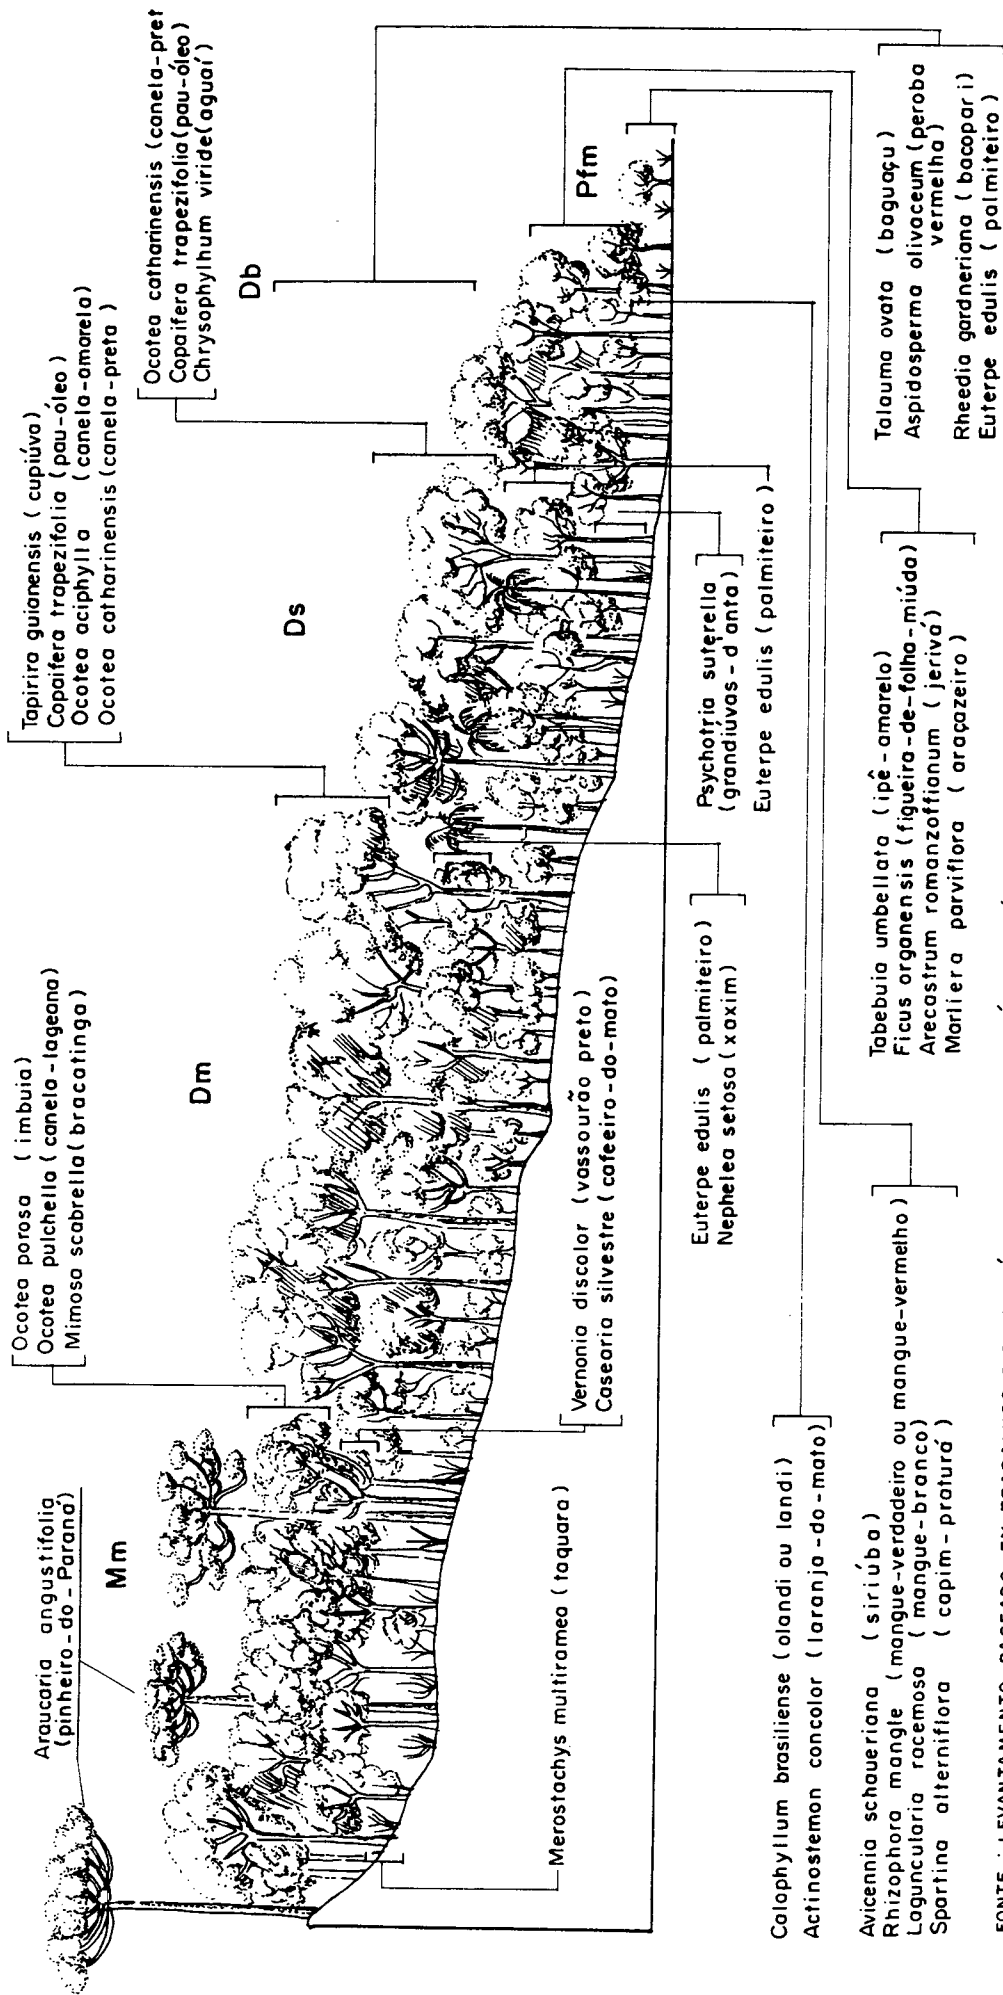 Araucaria angustifolia
(pinheiro-do-Paraná)
Mm
Ocotea porosa (imbuia)
Ocotea pulchella (canela-lageana)
Mimosa scabrella (bracatinga)
Dm
Tapirira guianensis (cupiúva)
Copaifera trapezifolia (pau-óleo)
Ocotea aciphylla (canela-amarela)
Ocotea catharinensis (canela-preta)
Ds
Ocotea catharinensis (canela-pret
Copaifera trapezifolia (pau-óleo)
Chrysophylhum viride (aguaí)
Db
Pfm
Merostachys multiramea (taquara)
Vernonia discolor (vassourão preto)
Casearia silvestre (cafeeiro-do-mato)
Euterpe edulis (palmiteiro)
Nephelea setosa (xaxim)
Psychotria suterella
(grandiúvas-d'anta)
Euterpe edulis (palmiteiro)
Calophyllum brasiliense (olandi ou landi)
Actinostemon concolor (laranja-do-mato)
Avicennia schaueriana (siriúba)
Rhizophora mangle (mangue-verdadeiro ou mangue-vermelho)
Laguncularia racemosa (mangue-branco)
Spartina alterniflora (capim-praturá)
Tabebuia umbellata (ipê-amarelo)
Ficus organensis (figueira-de-folha-miúda)
Arecastrum romanzoffianum (jerivá)
Marliera parviflora (araçazeiro)
Talauma ovata (baguaçu)
Aspidosperma olivaceum (peroba
vermelha)
Rheedia gardneriana (bacopari)
Euterpe edulis (palmiteiro)